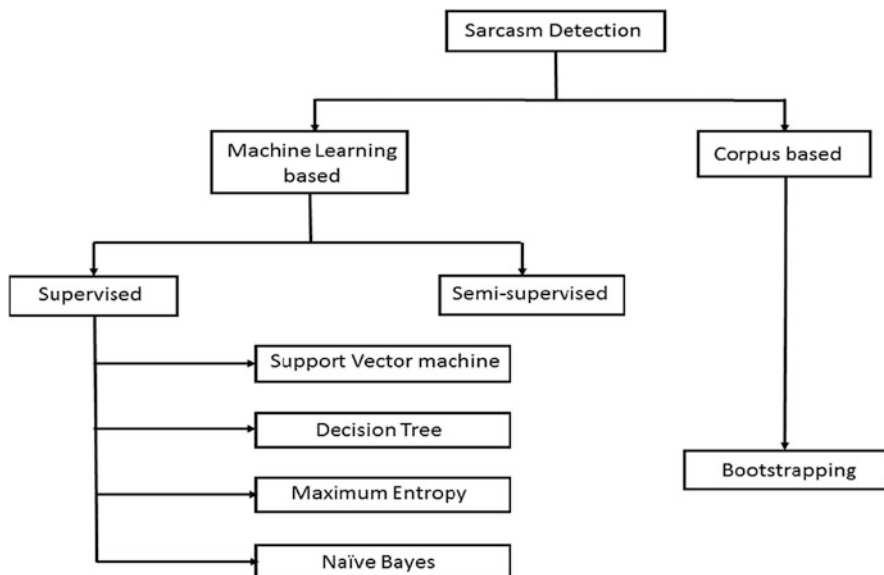 Sarcasm Detection
Machine Learning
based
Corpus based
Supervised
Semi-supervised
Support Vector machine
Decision Tree
Maximum Entropy
Bootstrapping
Naïve Bayes